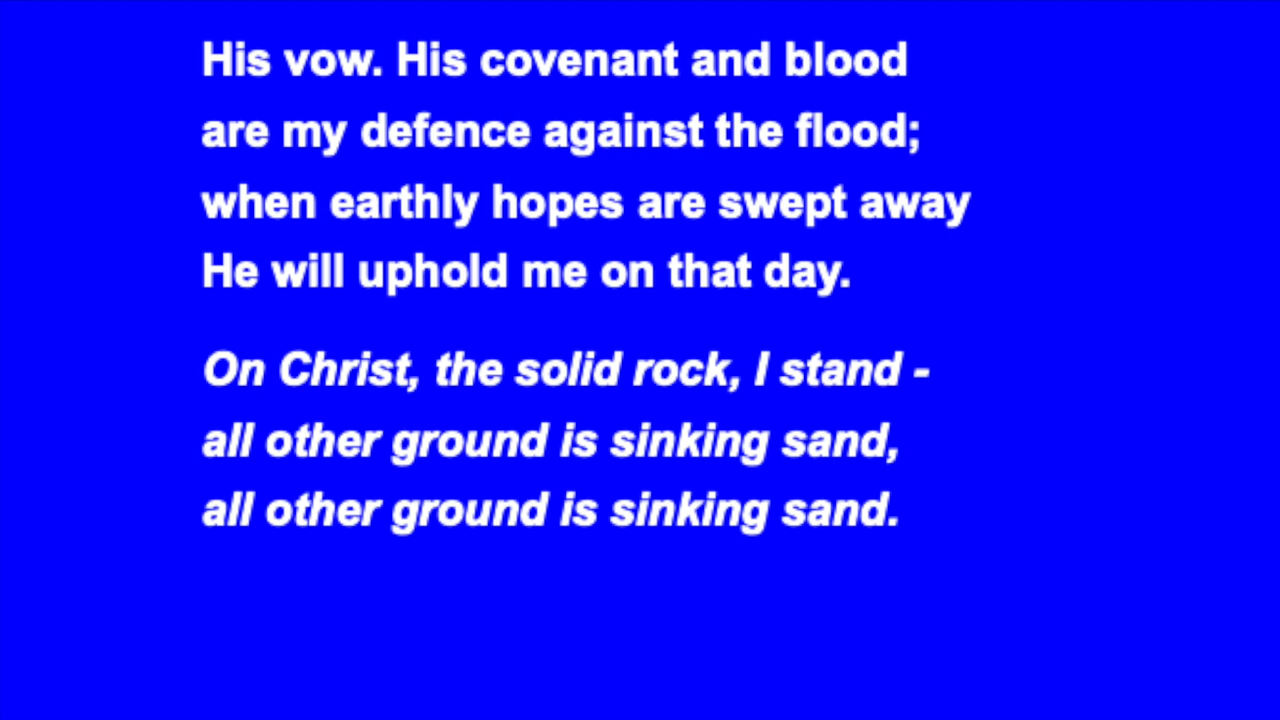 His vow. His covenant and blood
are my defence against the flood;
when earthly hopes are swept away
He will uphold me on that day.
On Christ, the solid rock, I stand -
all other ground is sinking sand,
all other ground is sinking sand.